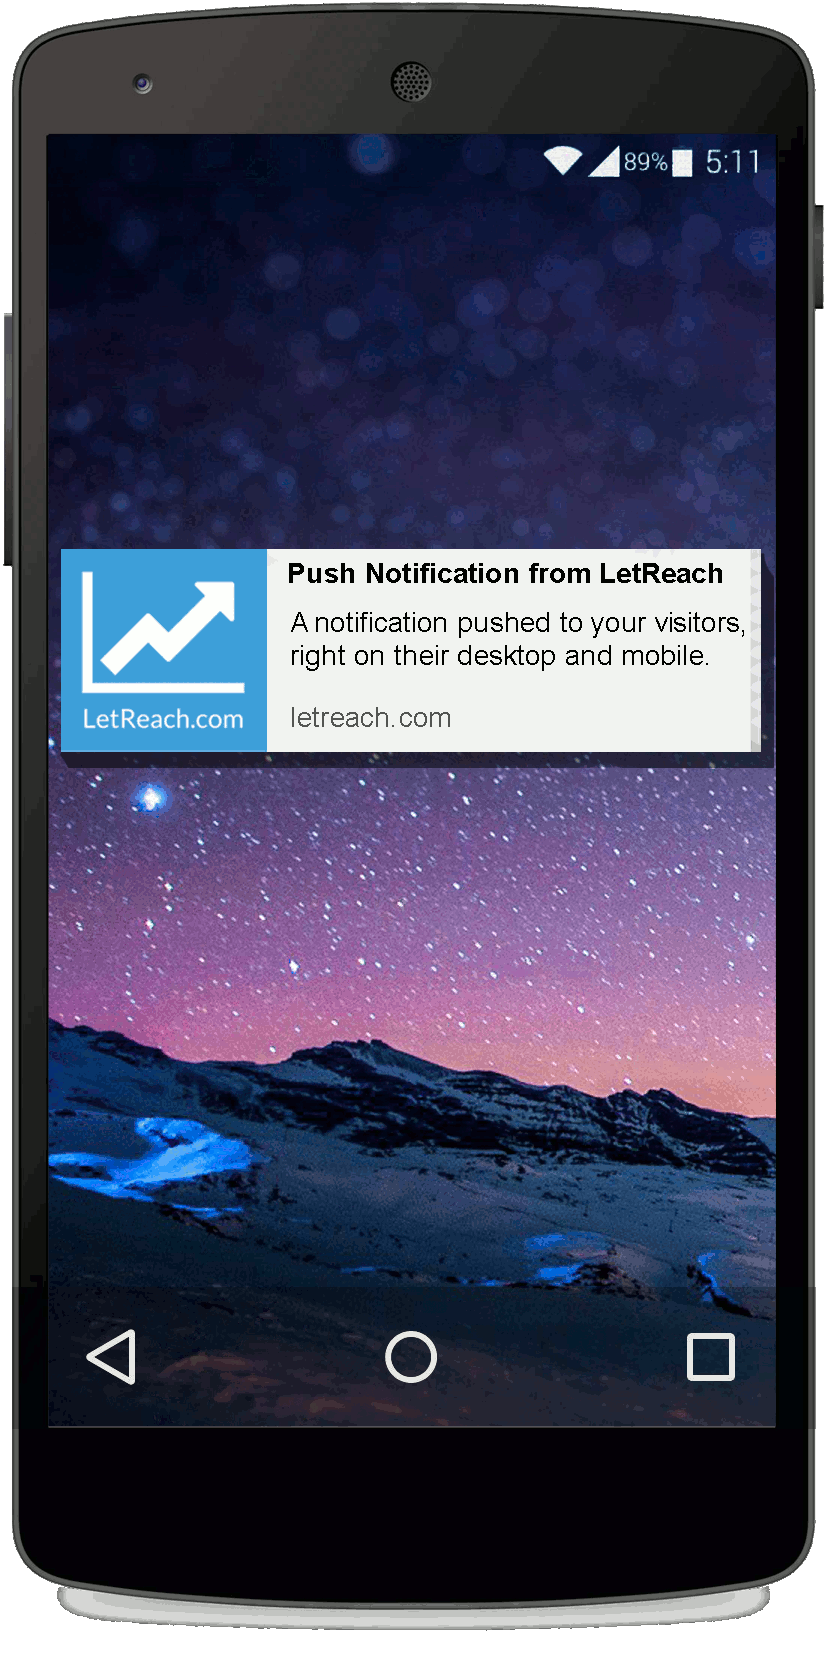 89% 5:11
Push Notification from LetReach
A notification pushed to your visitors,
right on their desktop and mobile.
LetReach.com
letreach.com